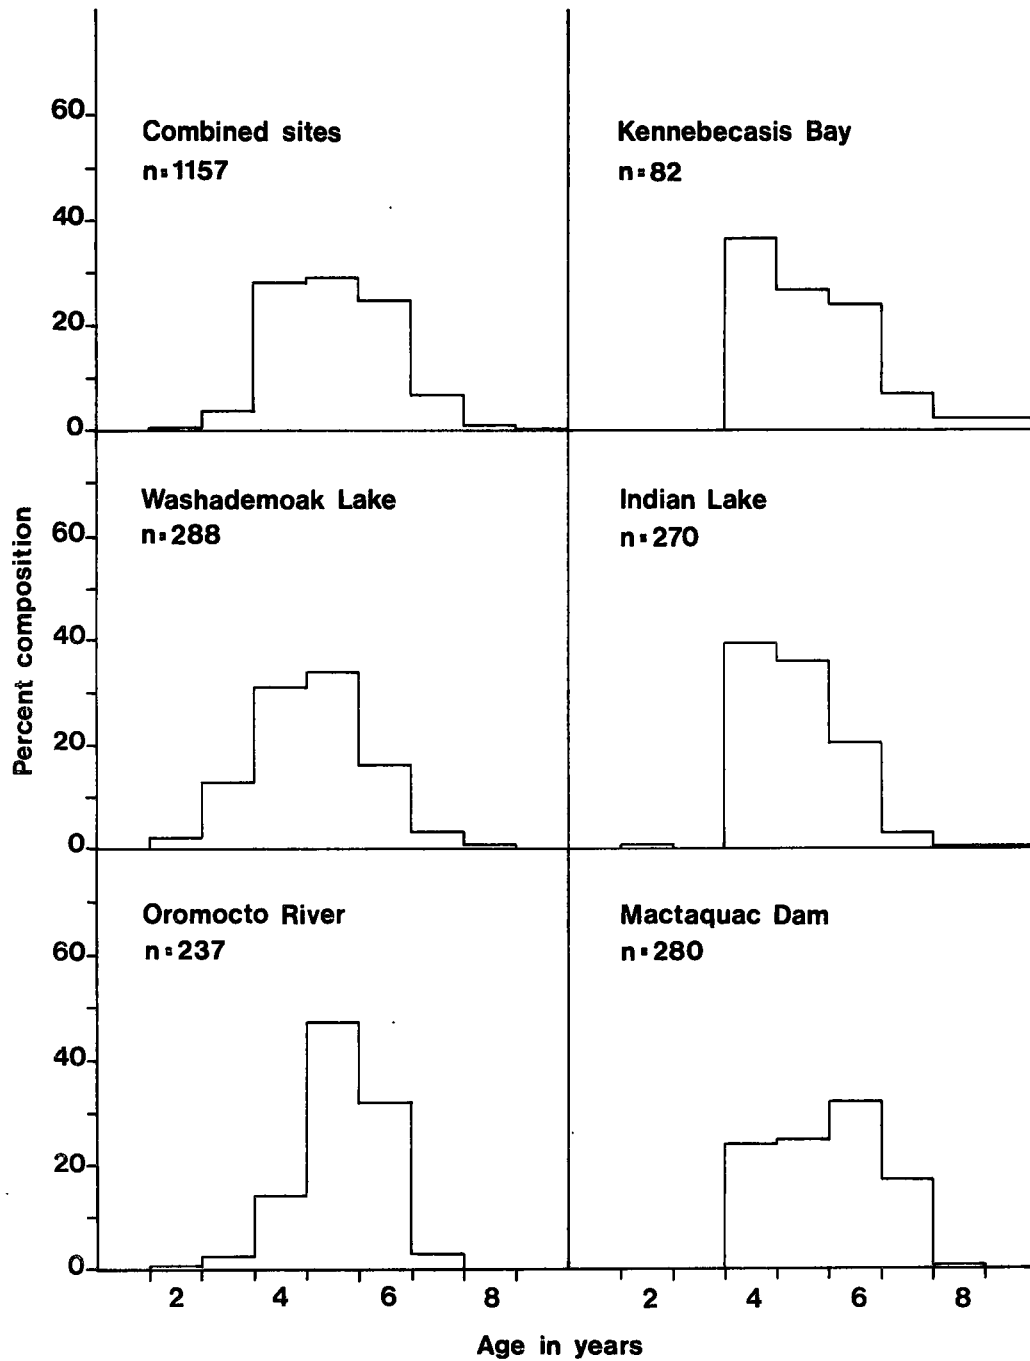 60
40
20
0
Combined sites
n=1157
Kennebecasis Bay
n=82
Percent composition
60
40
20
0
Washademoak Lake
n=288
Indian Lake
n=270
60
40
20
0
Oromocto River
n=237
Mactaquac Dam
n=280
2 4 6 8 2 4 6 8
Age in years